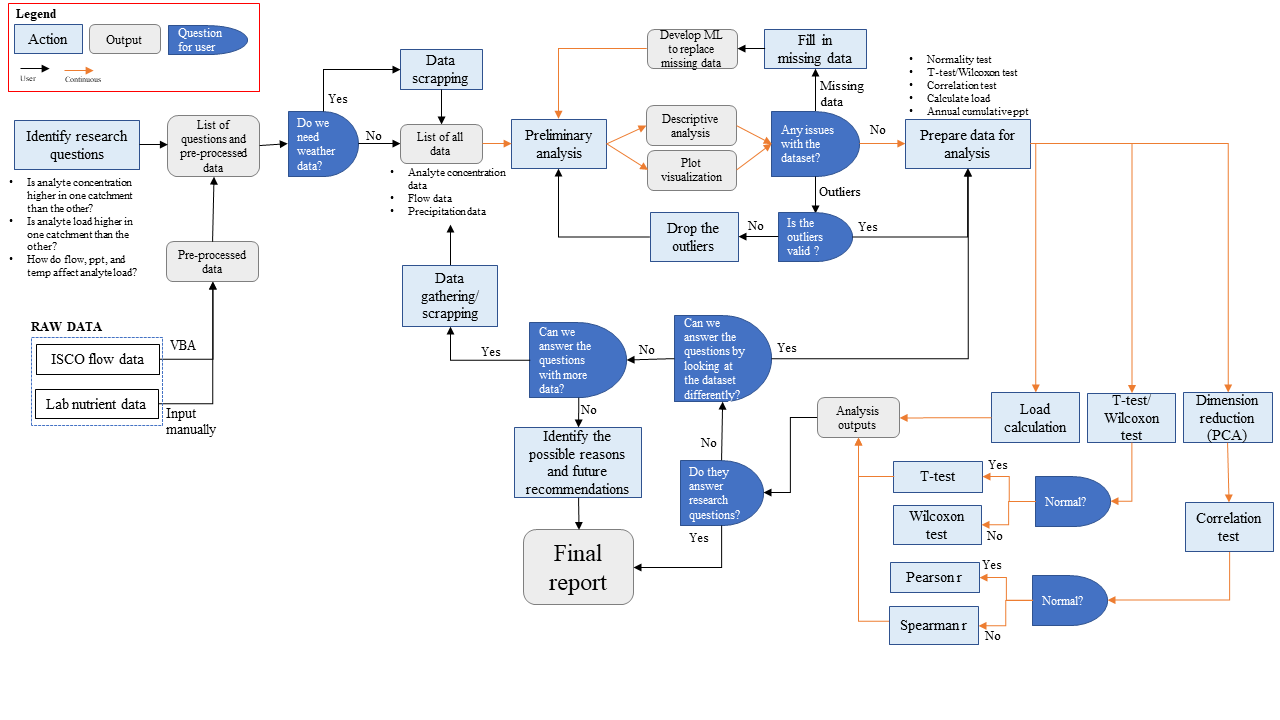 Legend
Action
Output
Question
for user
User
Continuous
Identify research
questions
• Is analyte concentration
higher in one catchment
than the other?
• Is analyte load higher in
one catchment than the
other?
• How do flow, ppt, and
temp affect analyte load?
List of
questions and
pre-processed
data
Pre-processed
data
RAW DATA
ISCO flow data
Lab nutrient data
VBA
Input
manually
Do we
need
weather
data?
Yes
No
Data
scrapping
List of all
data
• Analyte concentration
data
• Flow data
• Precipitation data
Data
gathering/
scrapping
Preliminary
analysis
Develop ML
to replace
missing data
Fill in
missing data
Missing
data
Descriptive
analysis
Plot
visualization
Any issues
with the
dataset?
No
Outliers
Is the
outliers
valid ?
No
Yes
Drop the
outliers
• Normality test
• T-test/Wilcoxon test
• Correlation test
• Calculate load
• Annual cumulative ppt
Prepare data for
analysis
Can we
answer the
questions
with more
data?
Yes
No
No
Can we
answer the
questions by
looking at
the dataset
differently?
Yes
Identify the
possible reasons
and future
recommendations
Final
report
No
Do they
answer
research
questions?
Yes
Analysis
outputs
Load
calculation
T-test/
Wilcoxon
test
Dimension
reduction
(PCA)
T-test
Yes
Wilcoxon
test
No
Normal?
Correlation
test
Pearson r
Yes
Spearman r
No
Normal?